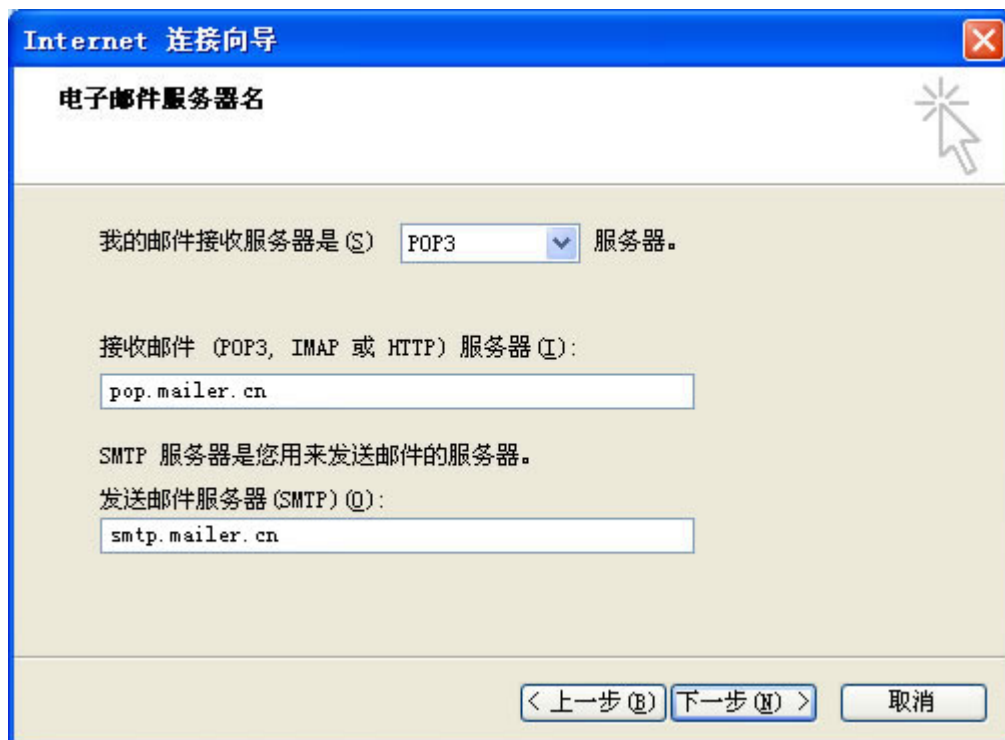 Internet 连接向导
电子邮件服务器名
我的邮件接收服务器是(S) POP3 服务器。
接收邮件 (POP3, IMAP 或 HTTP) 服务器(I):
pop.mailer.cn
SMTP 服务器是您用来发送邮件的服务器。
发送邮件服务器(SMTP)(O):
smtp.mailer.cn
< 上一步(B) 下一步(N) > 取消